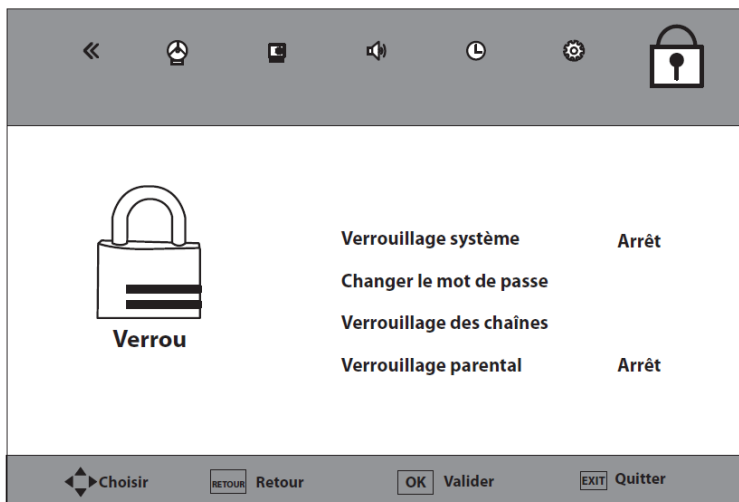 Verrouillage système Arrêt
Changer le mot de passe
Verrouillage des chaînes
Verrou
Verrouillage parental Arrêt
Choisir RETOUR Retour OK Valider EXIT Quitter